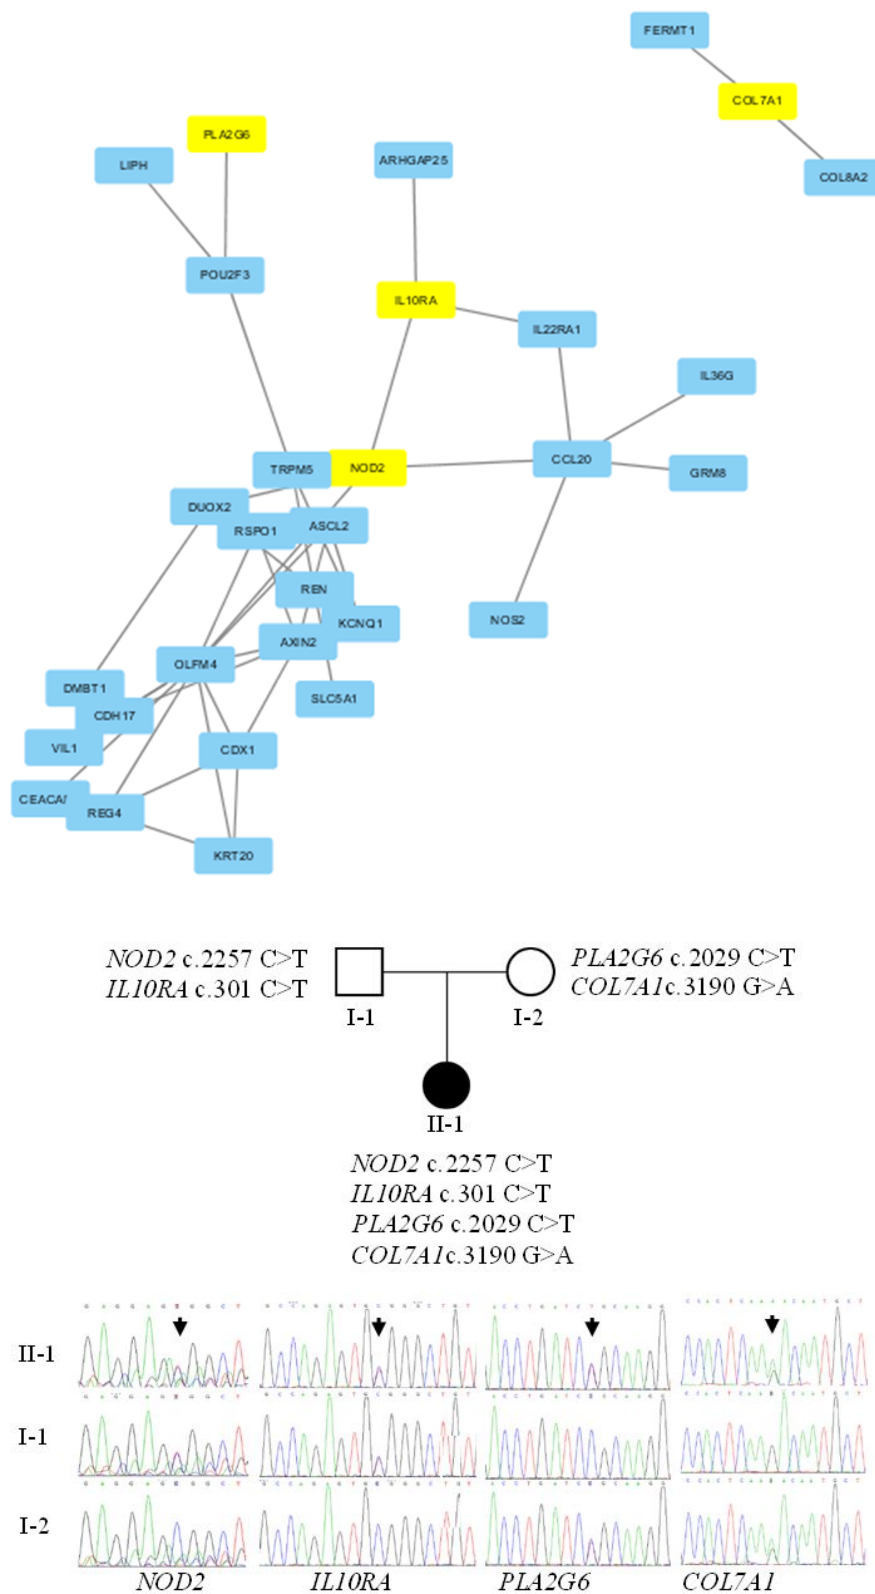 FERMT1
COL7A1
COL8A2
PLA2G6
LIPH
ARHGAP25
POU2F3
IL10RA
IL22RA1
IL36G
CCL20
GRM8
TRPM5
NOD2
DUOX2
RSPO1
ASCL2
REN
KCNQ1
NOS2
AXIN2
OLFM4
SLC5A1
DMBT1
CDH17
VIL1
CDX1
REG4
KRT20
NOD2 c.2257 C>T
IL10RA c.301 C>T
PLA2G6 c.2029 C>T
COL7A1c.3190 G>A
I-1
I-2
II-1
NOD2 c.2257 C>T
IL10RA c.301 C>T
PLA2G6 c.2029 C>T
COL7A1c.3190 G>A
II-1
I-1
I-2
NOD2
IL10RA
PLA2G6
COL7A1